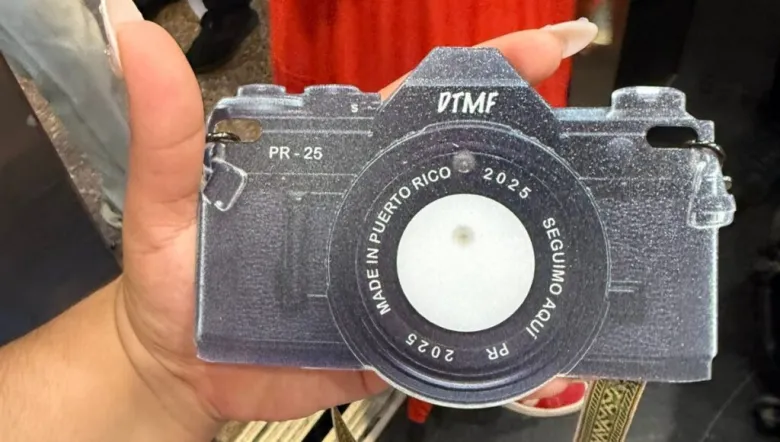 DTMF
S
PR - 25
MADE IN PUERTO RICO 2025 SEGUIMO AQUÍ PR 2025